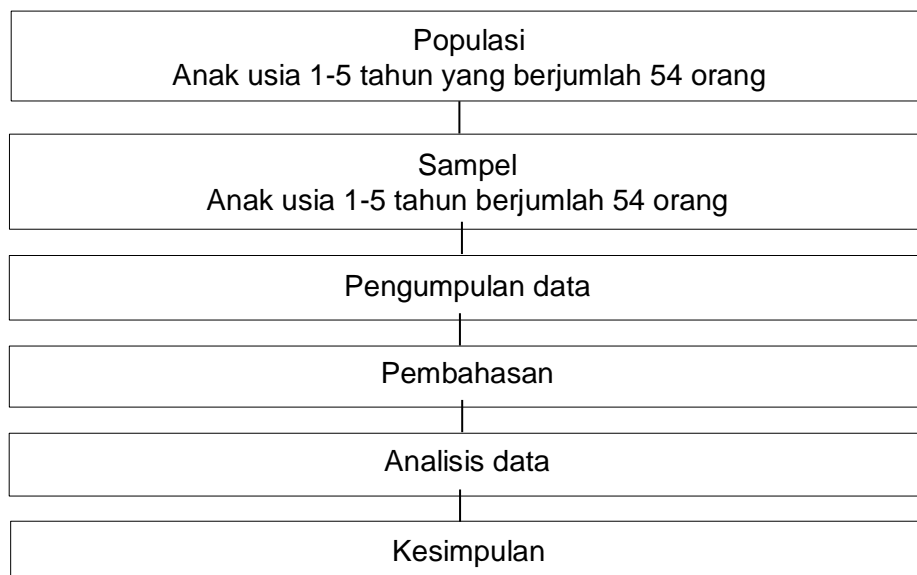 Populasi
Anak usia 1-5 tahun yang berjumlah 54 orang
Sampel
Anak usia 1-5 tahun berjumlah 54 orang
Pengumpulan data
Pembahasan
Analisis data
Kesimpulan